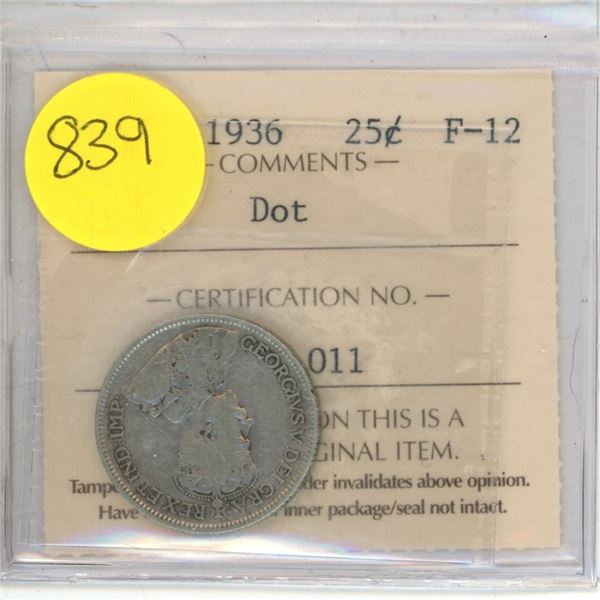 839
1936 25¢ F-12
- COMMENTS -
Dot
- CERTIFICATION NO. -
011
ON THIS IS A
GINAL ITEM.
Tampe der invalidates above opinion.
Have inner package/seal not intact.
GEORGIVS V DEI GRA: REX ET IND: IMP: